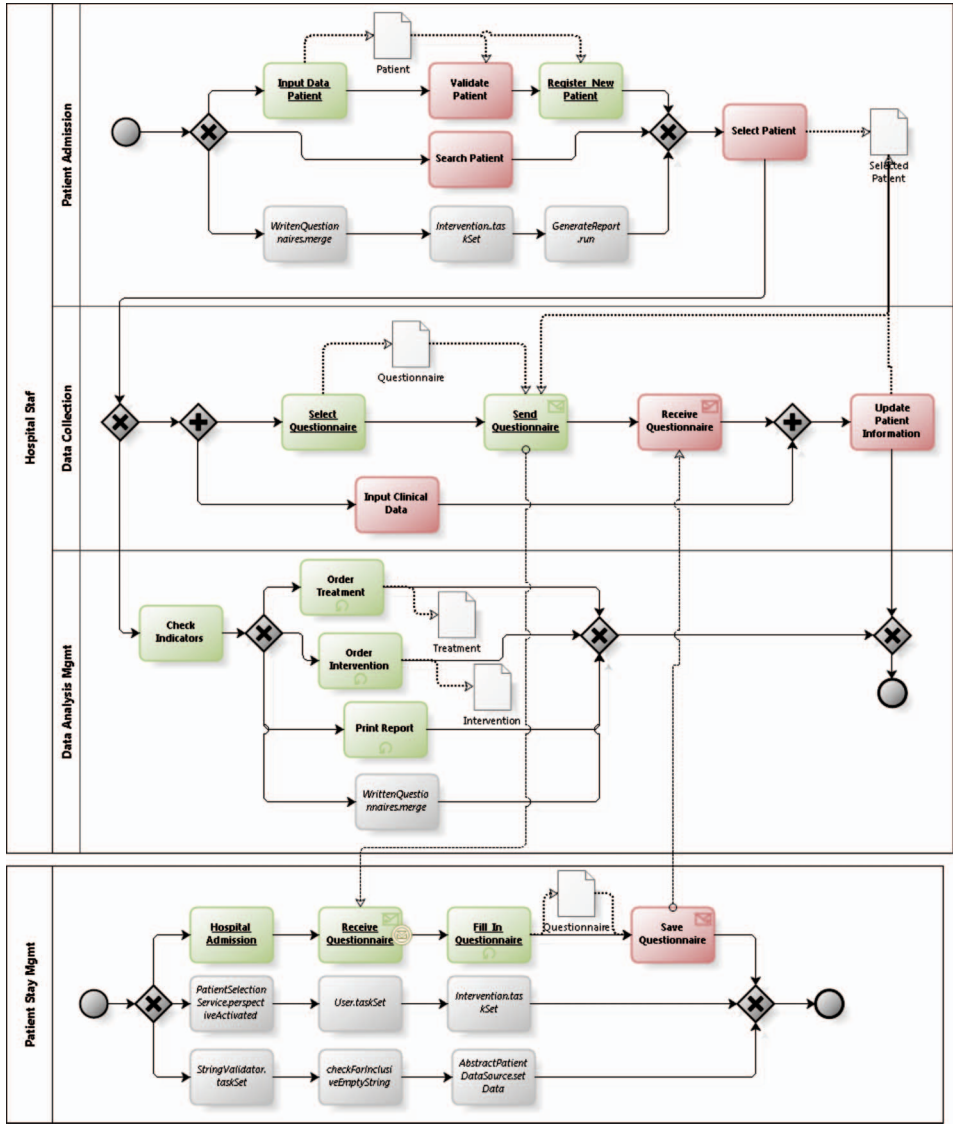 Hospital Staf
Patient Admission
Patient
Input Data
Patient
Validate
Patient
Register New
Patient
Search Patient
Select Patient
Selected
Patient
WritenQuestio
nnaires.merge
Intervention.tas
kSet
GenerateReport
.run
Data Collection
Questionnaire
Select
Questionnaire
Send
Questionnaire
Receive
Questionnaire
Update
Patient
Information
Input Clinical
Data
Data Analysis Mgmt
Check
Indicators
Order
Treatment
Treatment
Order
Intervention
Intervention
Print Report
WrittenQuestio
nnaires.merge
Patient Stay Mgmt
Hospital
Admission
Receive
Questionnaire
Fill In
Questionnaire
Questionnaire
Save
Questionnaire
PatientSelection
Service.perspect
iveActivated
User.taskSet
Intervention.tas
kSet
StringValidator.
taskSet
checkForInclusi
veEmptyString
AbstractPatient
DataSource.set
Data